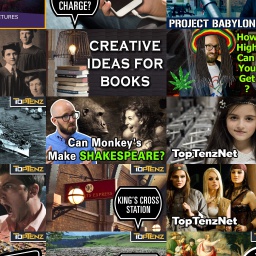 CTURES
CHARGE?
PROJECT BABYLON
CREATIVE
IDEAS FOR
BOOKS
How
High
Can
You
Get
?
TOPTENZ
Can Monkey's
Make SHAKESPEARE?
TopTenzNet
TOPTENZ
KING'S CROSS
STATION
TopTenzNet
TOPTENZ
TOPTENZ
TOPTENZ